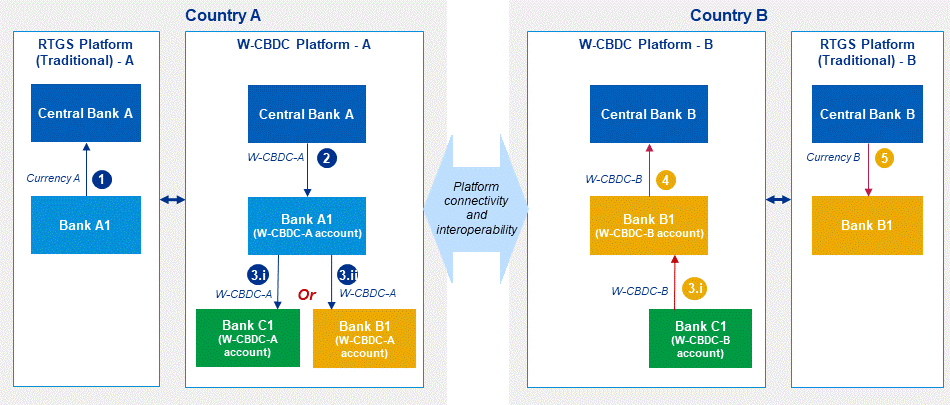 Country A
Country B
RTGS Platform
(Traditional) - A
W-CBDC Platform - A
W-CBDC Platform - B
RTGS Platform
(Traditional) - B
Central Bank A
Central Bank A
Central Bank B
Central Bank B
Currency A
1
W-CBDC-A
2
W-CBDC-B
4
Currency B
5
Platform
connectivity
and
interoperability
Bank A1
Bank A1
(W-CBDC-A account)
Bank B1
(W-CBDC-B account)
Bank B1
3.i
W-CBDC-A
Or
3.ii
W-CBDC-A
W-CBDC-B
3.i
Bank C1
(W-CBDC-A
account)
Bank B1
(W-CBDC-A
account)
Bank C1
(W-CBDC-B
account)